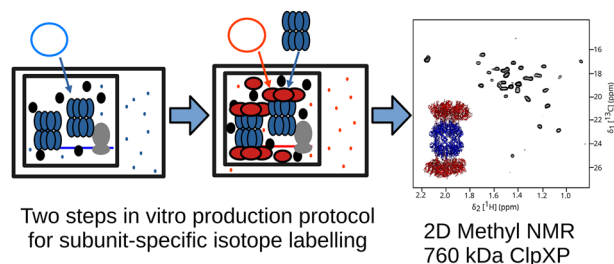 -16
-18
-20
-22
-24
-26
δ₁ [¹³C] (ppm)
2.2 2.0 1.8 1.6 1.4 1.2 1.0
δ₂ [¹H] (ppm)
Two steps in vitro production protocol
for subunit-specific isotope labelling
2D Methyl NMR
760 kDa ClpXP